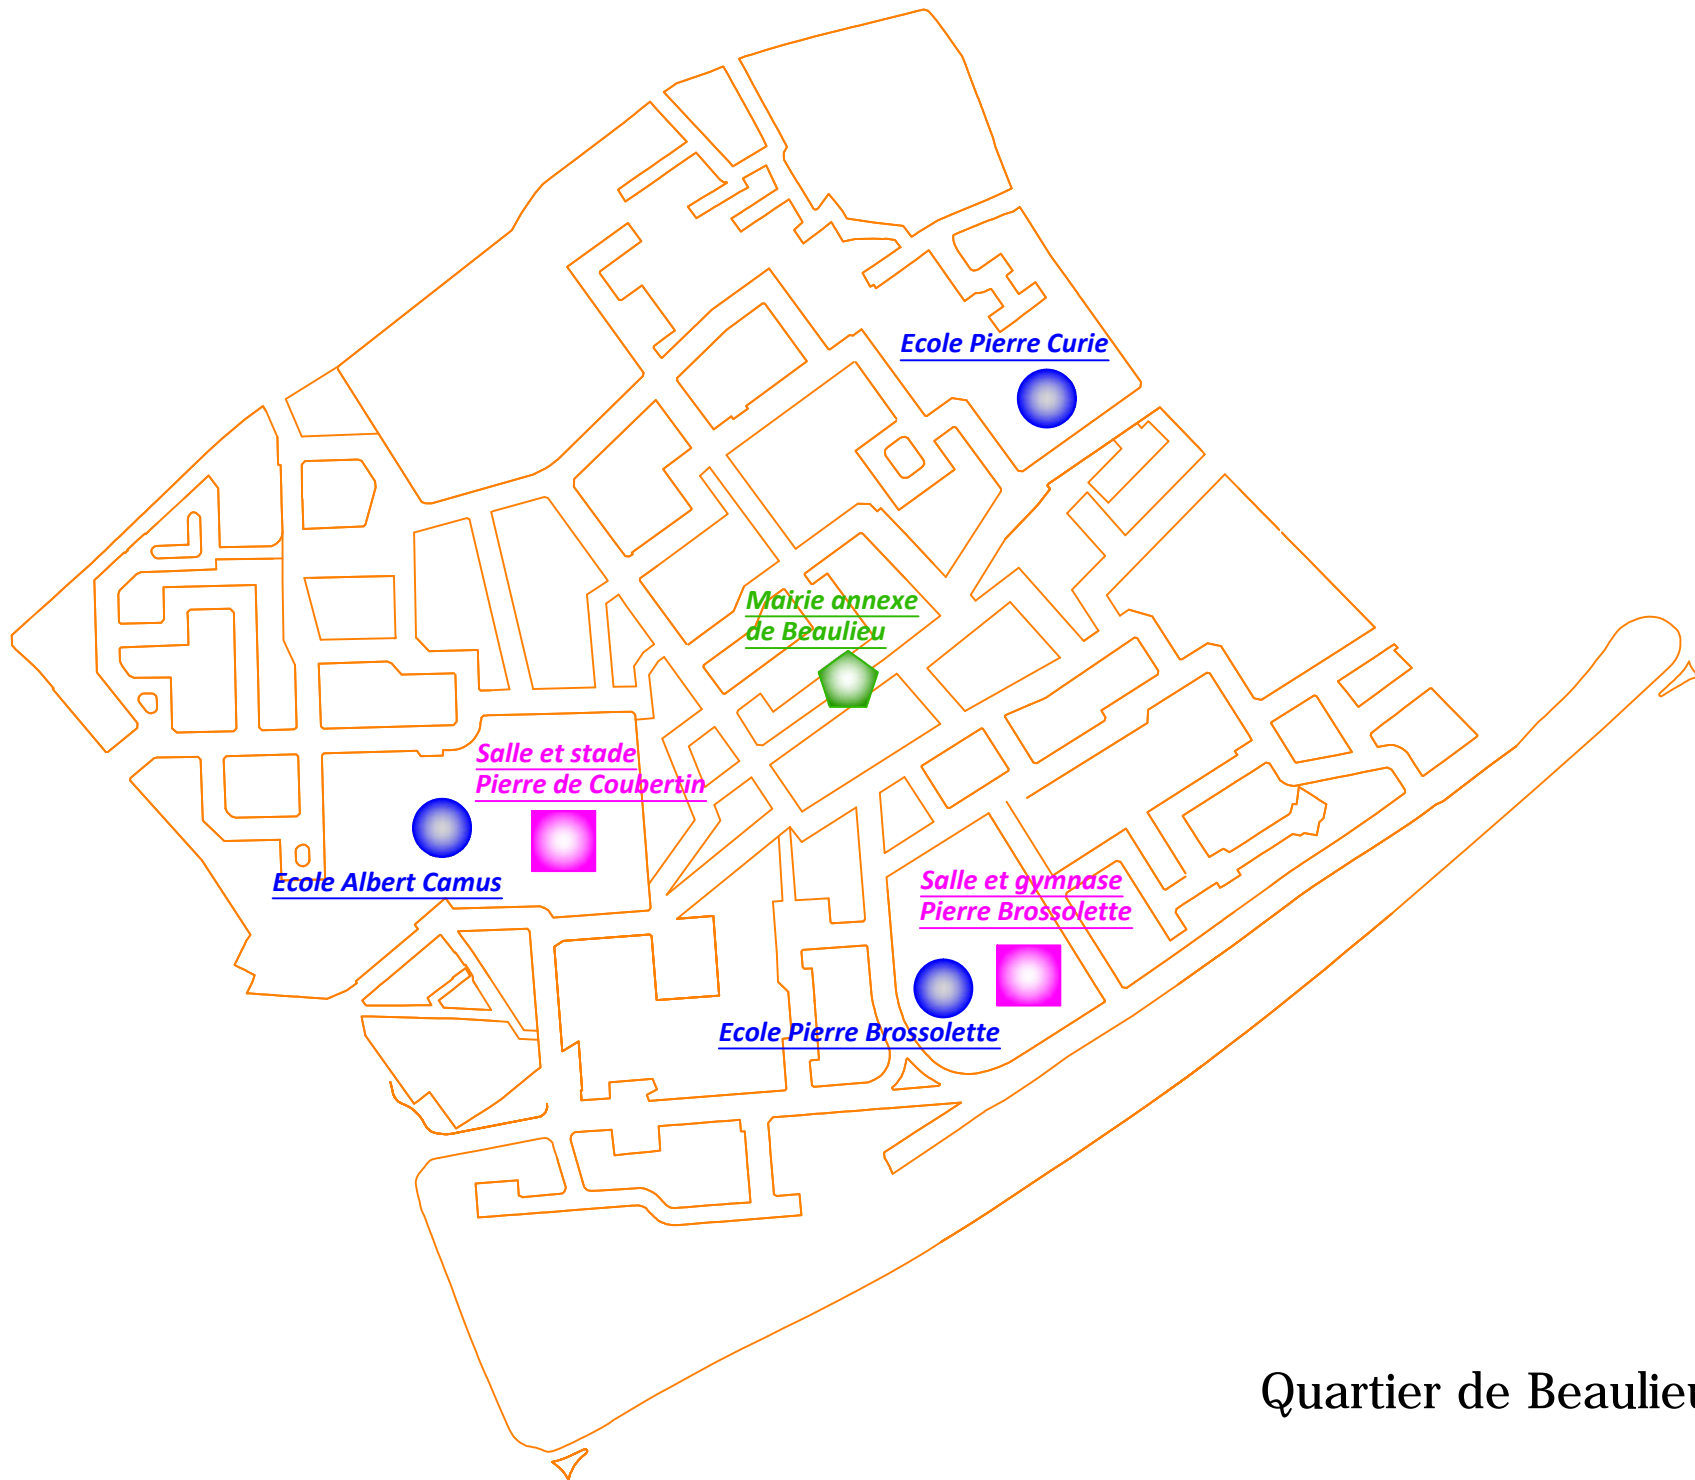 Ecole Pierre Curie
Mairie annexe
de Beaulieu
Salle et stade
Pierre de Coubertin
Ecole Albert Camus
Salle et gymnase
Pierre Brossolette
Ecole Pierre Brossolette
Quartier de Beaulieu